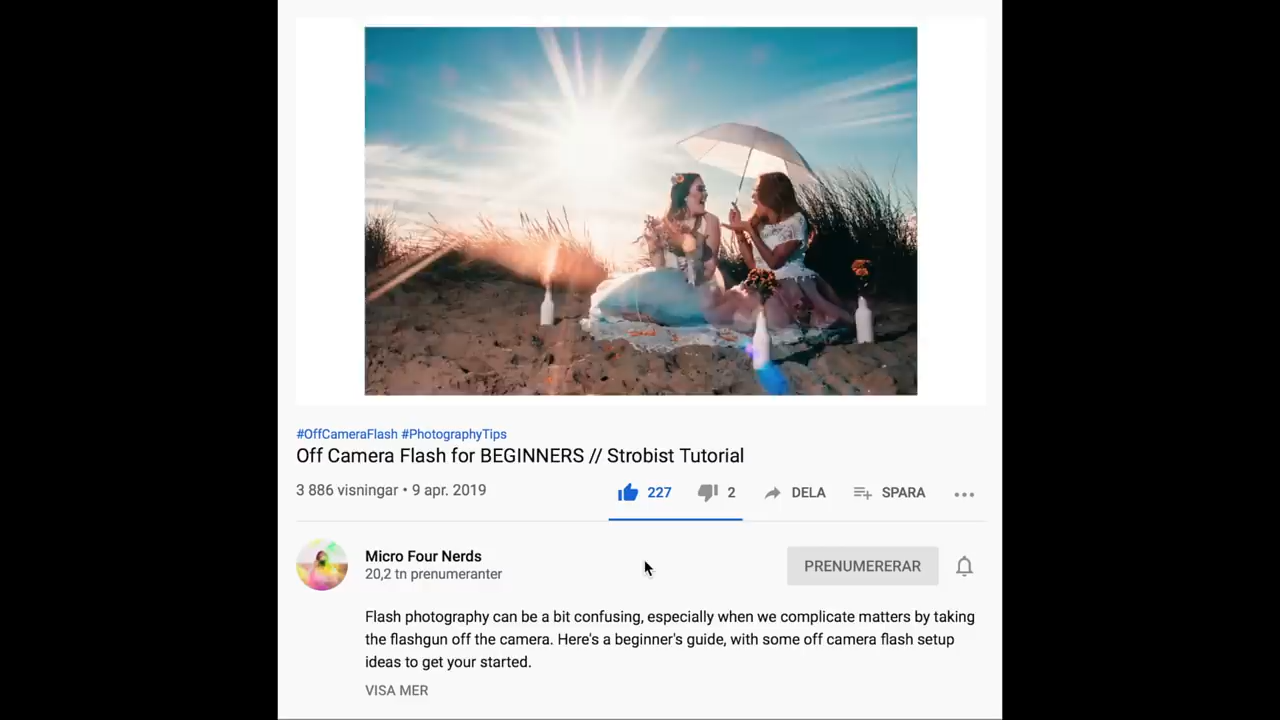 #OffCameraFlash #PhotographyTips
Off Camera Flash for BEGINNERS // Strobist Tutorial
3 886 visningar • 9 apr. 2019
227
2
DELA
SPARA
Micro Four Nerds
20,2 tn prenumeranter
PRENUMERERAR
Flash photography can be a bit confusing, especially when we complicate matters by taking
the flashgun off the camera. Here's a beginner's guide, with some off camera flash setup
ideas to get your started.
VISA MER